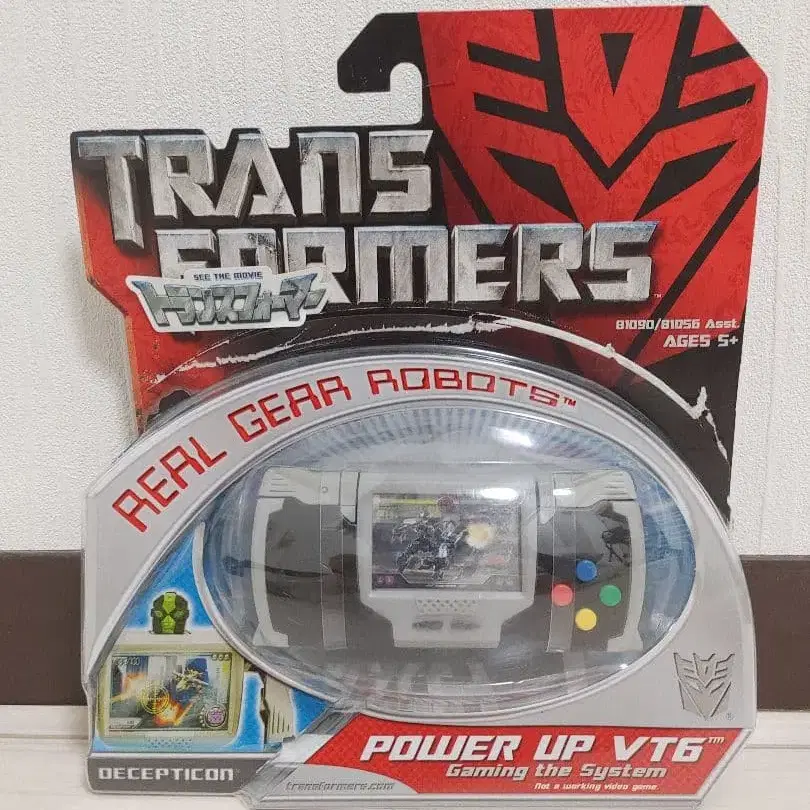 TRANS
FORMERS
SEE THE MOVIE
トランスフォーマー
™
81090/81056 Asst.
AGES 5+
REAL GEAR ROBOTS™
DECEPTICON
transformers.com
POWER UP VT6™
Gaming the System
Not a working video game.
®